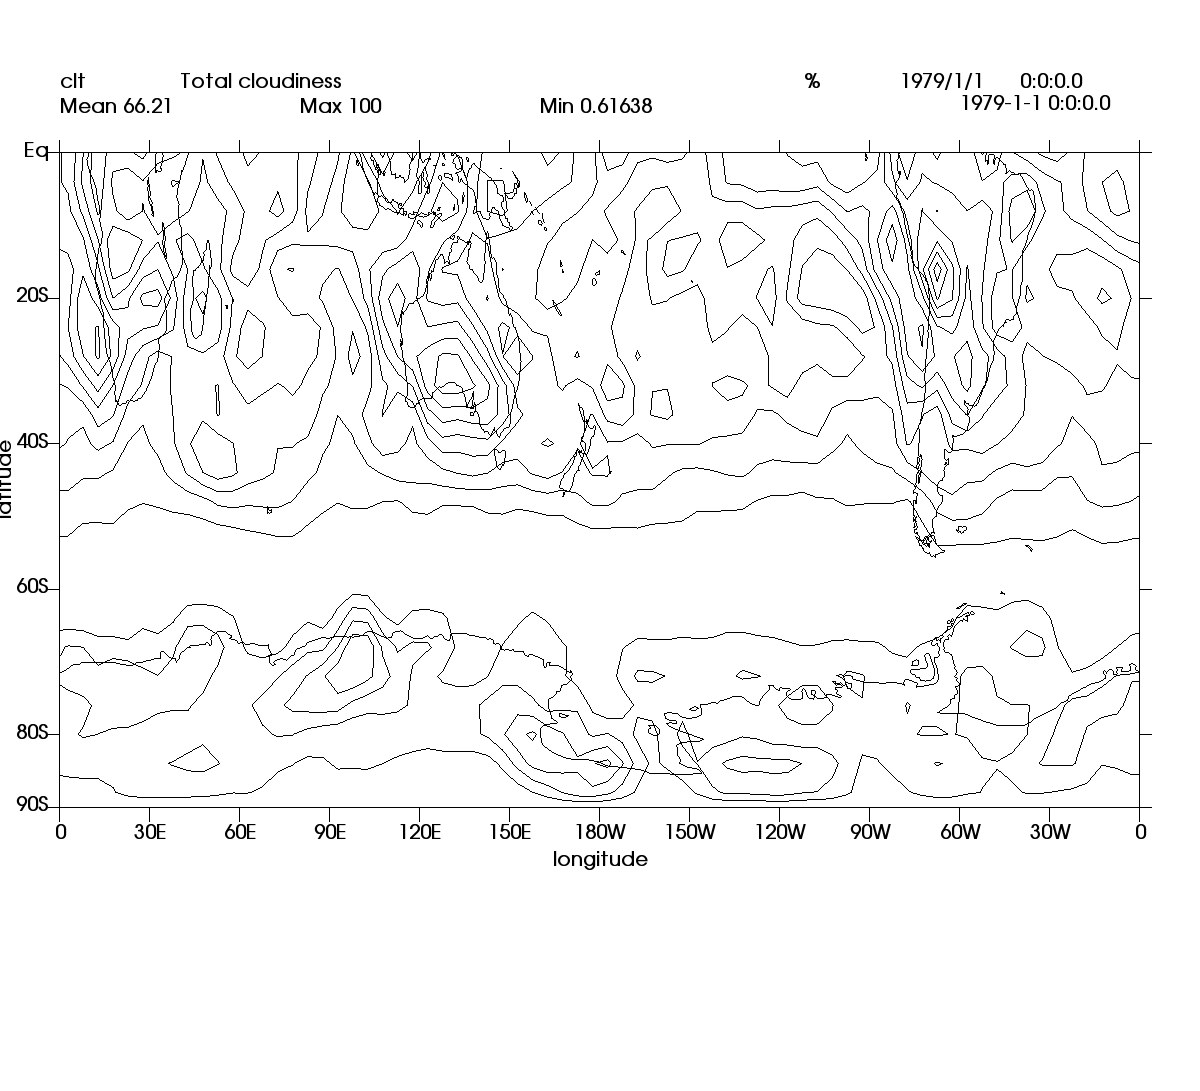 clt Total cloudiness % 1979/1/1 0:0:0.0
Mean 66.21 Max 100 Min 0.61638 1979-1-1 0:0:0.0
Eq
20S
40S
60S
80S
90S
latitude
0 30E 60E 90E 120E 150E 180W 150W 120W 90W 60W 30W 0
longitude